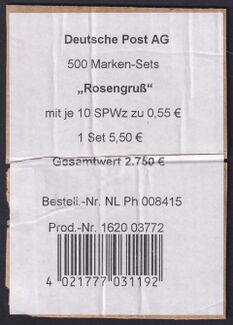 Deutsche Post AG
500 Marken-Sets
„Rosengruß“
mit je 10 SPWz zu 0,55 €
1 Set 5,50 €
Gesamtwert 2.750 €
Bestell.-Nr. NL Ph 008415
Prod.-Nr. 1620 03772
4 021777 031192